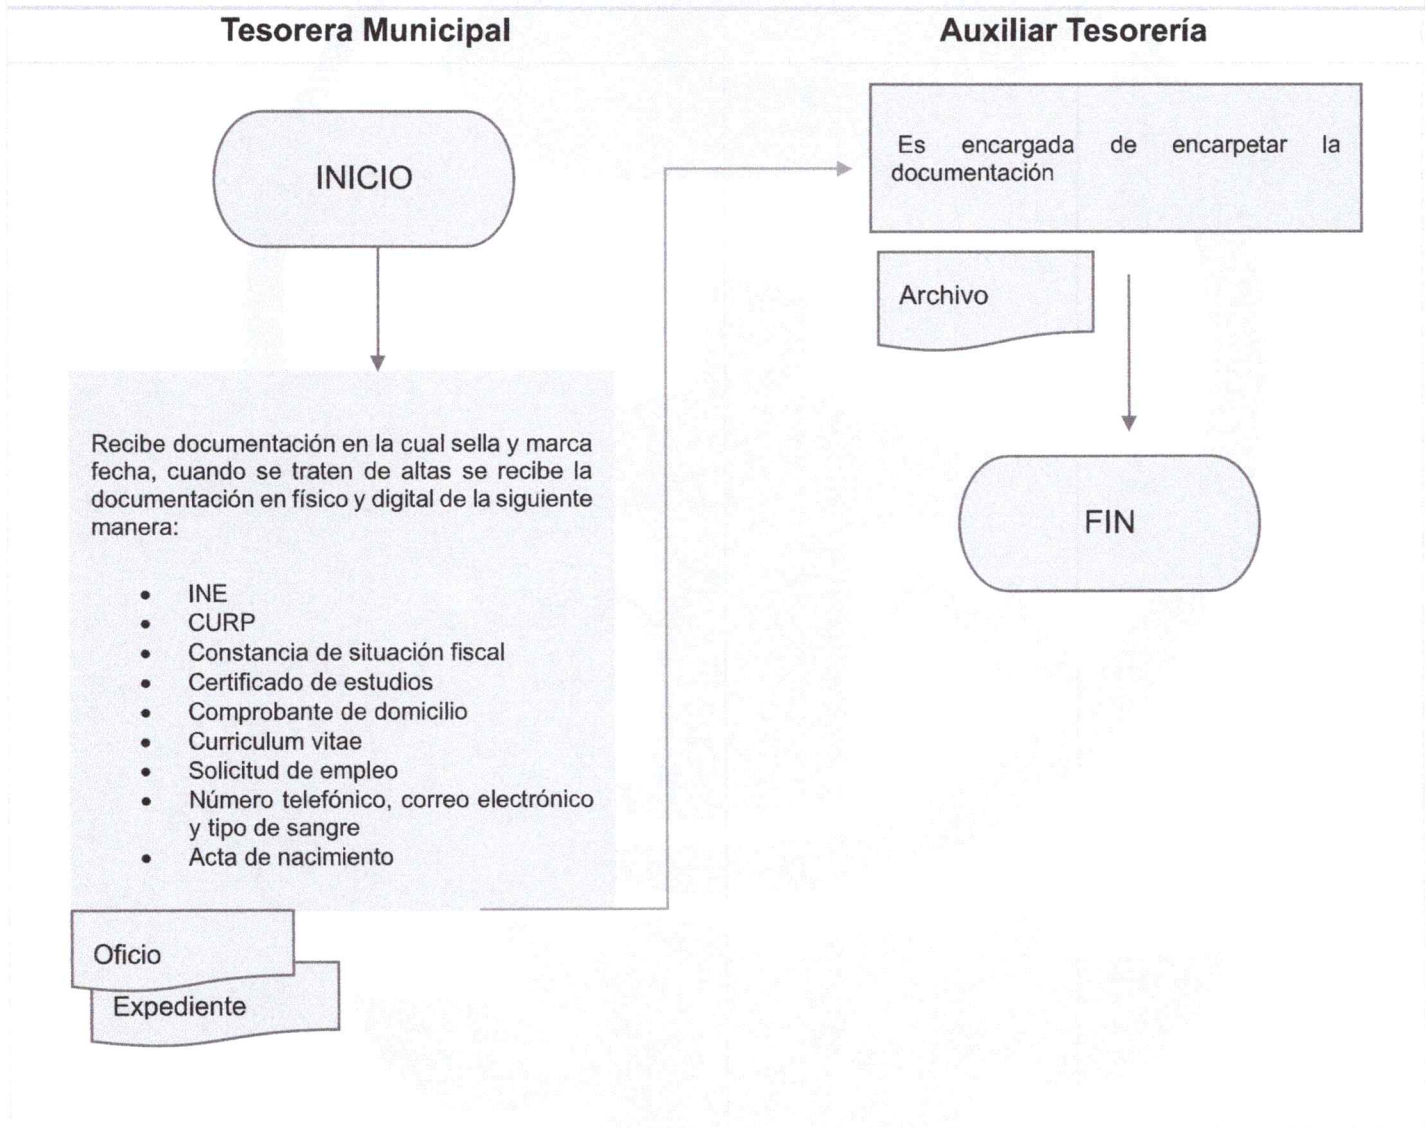 Tesorera Municipal
Auxiliar Tesorería
INICIO
Recibe documentación en la cual sella y marca
fecha, cuando se traten de altas se recibe la
documentación en físico y digital de la siguiente
manera:
• INE
• CURP
• Constancia de situación fiscal
• Certificado de estudios
• Comprobante de domicilio
• Curriculum vitae
• Solicitud de empleo
• Número telefónico, correo electrónico
y tipo de sangre
• Acta de nacimiento
Oficio
Expediente
Es encargada de encarpetar la
documentación
Archivo
FIN